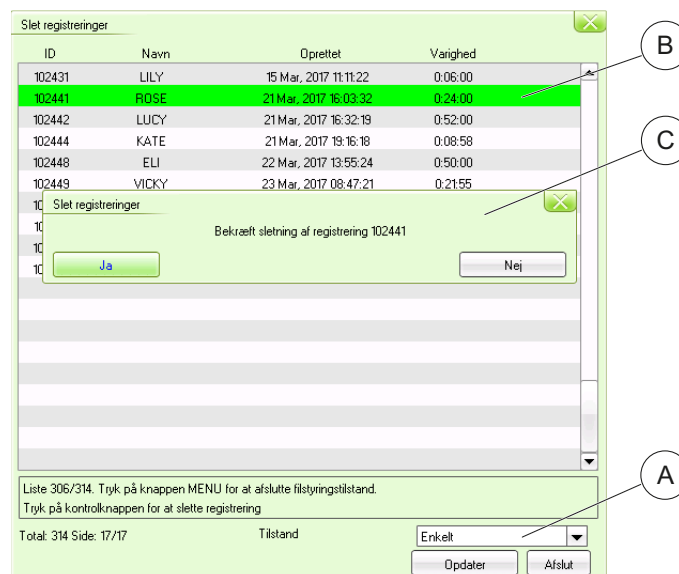 Slet registreringer
ID Navn Oprettet Varighed
102431 LILY 15 Mar, 2017 11:11:22 0:06:00
102441 ROSE 21 Mar, 2017 16:03:32 0:24:00
102442 LUCY 21 Mar, 2017 16:32:19 0:52:00
102444 KATE 21 Mar, 2017 19:16:18 0:08:58
102448 ELI 22 Mar, 2017 13:55:24 0:50:00
102449 VICKY 23 Mar, 2017 08:47:21 0:21:55
10
10
10
10
Slet registreringer
Bekræft sletning af registrering 102441
Ja Nej
Liste 306/314. Tryk på knappen MENU for at afslutte filstyringstilstand.
Tryk på kontrolknappen for at slette registrering
Total: 314 Side: 17/17 Tilstand Enkelt
Opdater Afslut
B
C
A